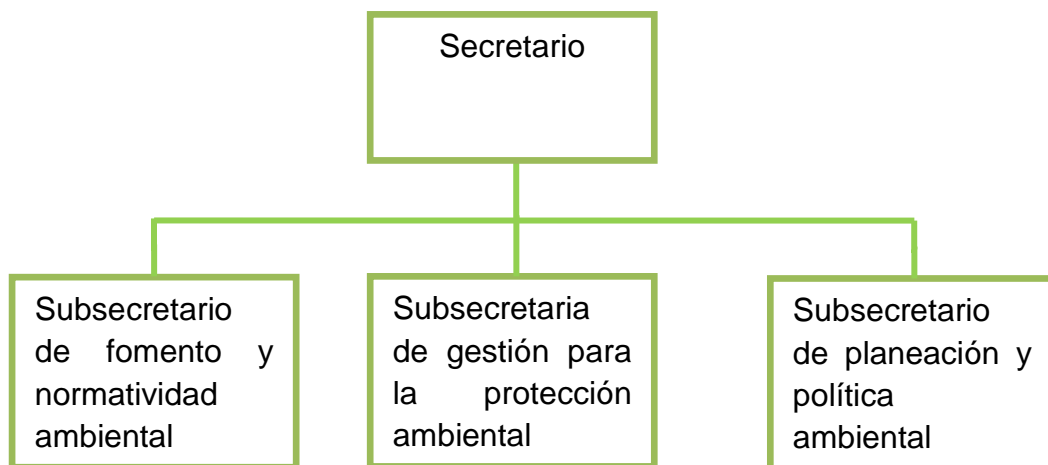 Secretario
Subsecretario
de fomento y
normatividad
ambiental
Subsecretaria
de gestión para
la protección
ambiental
Subsecretario
de planeación y
política
ambiental